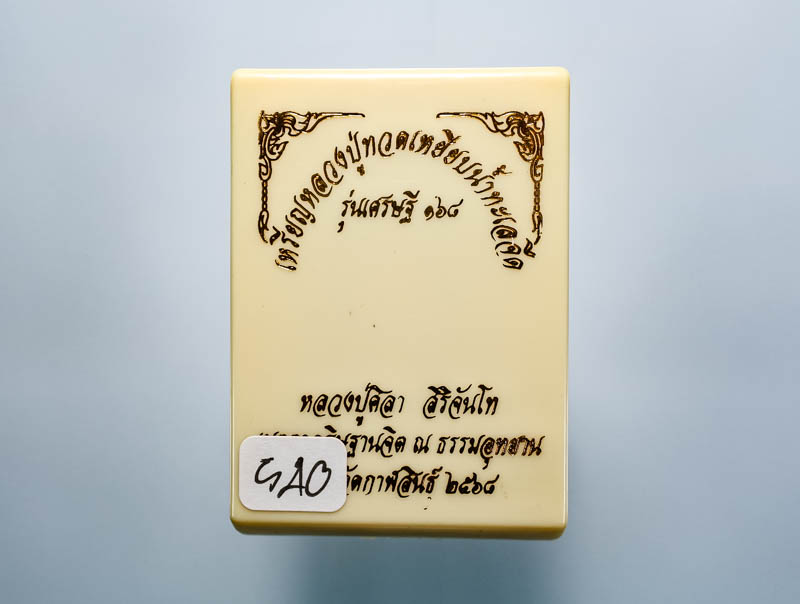 เหรียญหลวงปู่ทวดเหยียบน้ำทะเลจืด
รุ่นเศรษฐี ๑๖๘
หลวงปู่ศิลา สิริจันโท
ณ ธรรมอุทยาน
กาฬสินธุ์ ๒๕๖๘